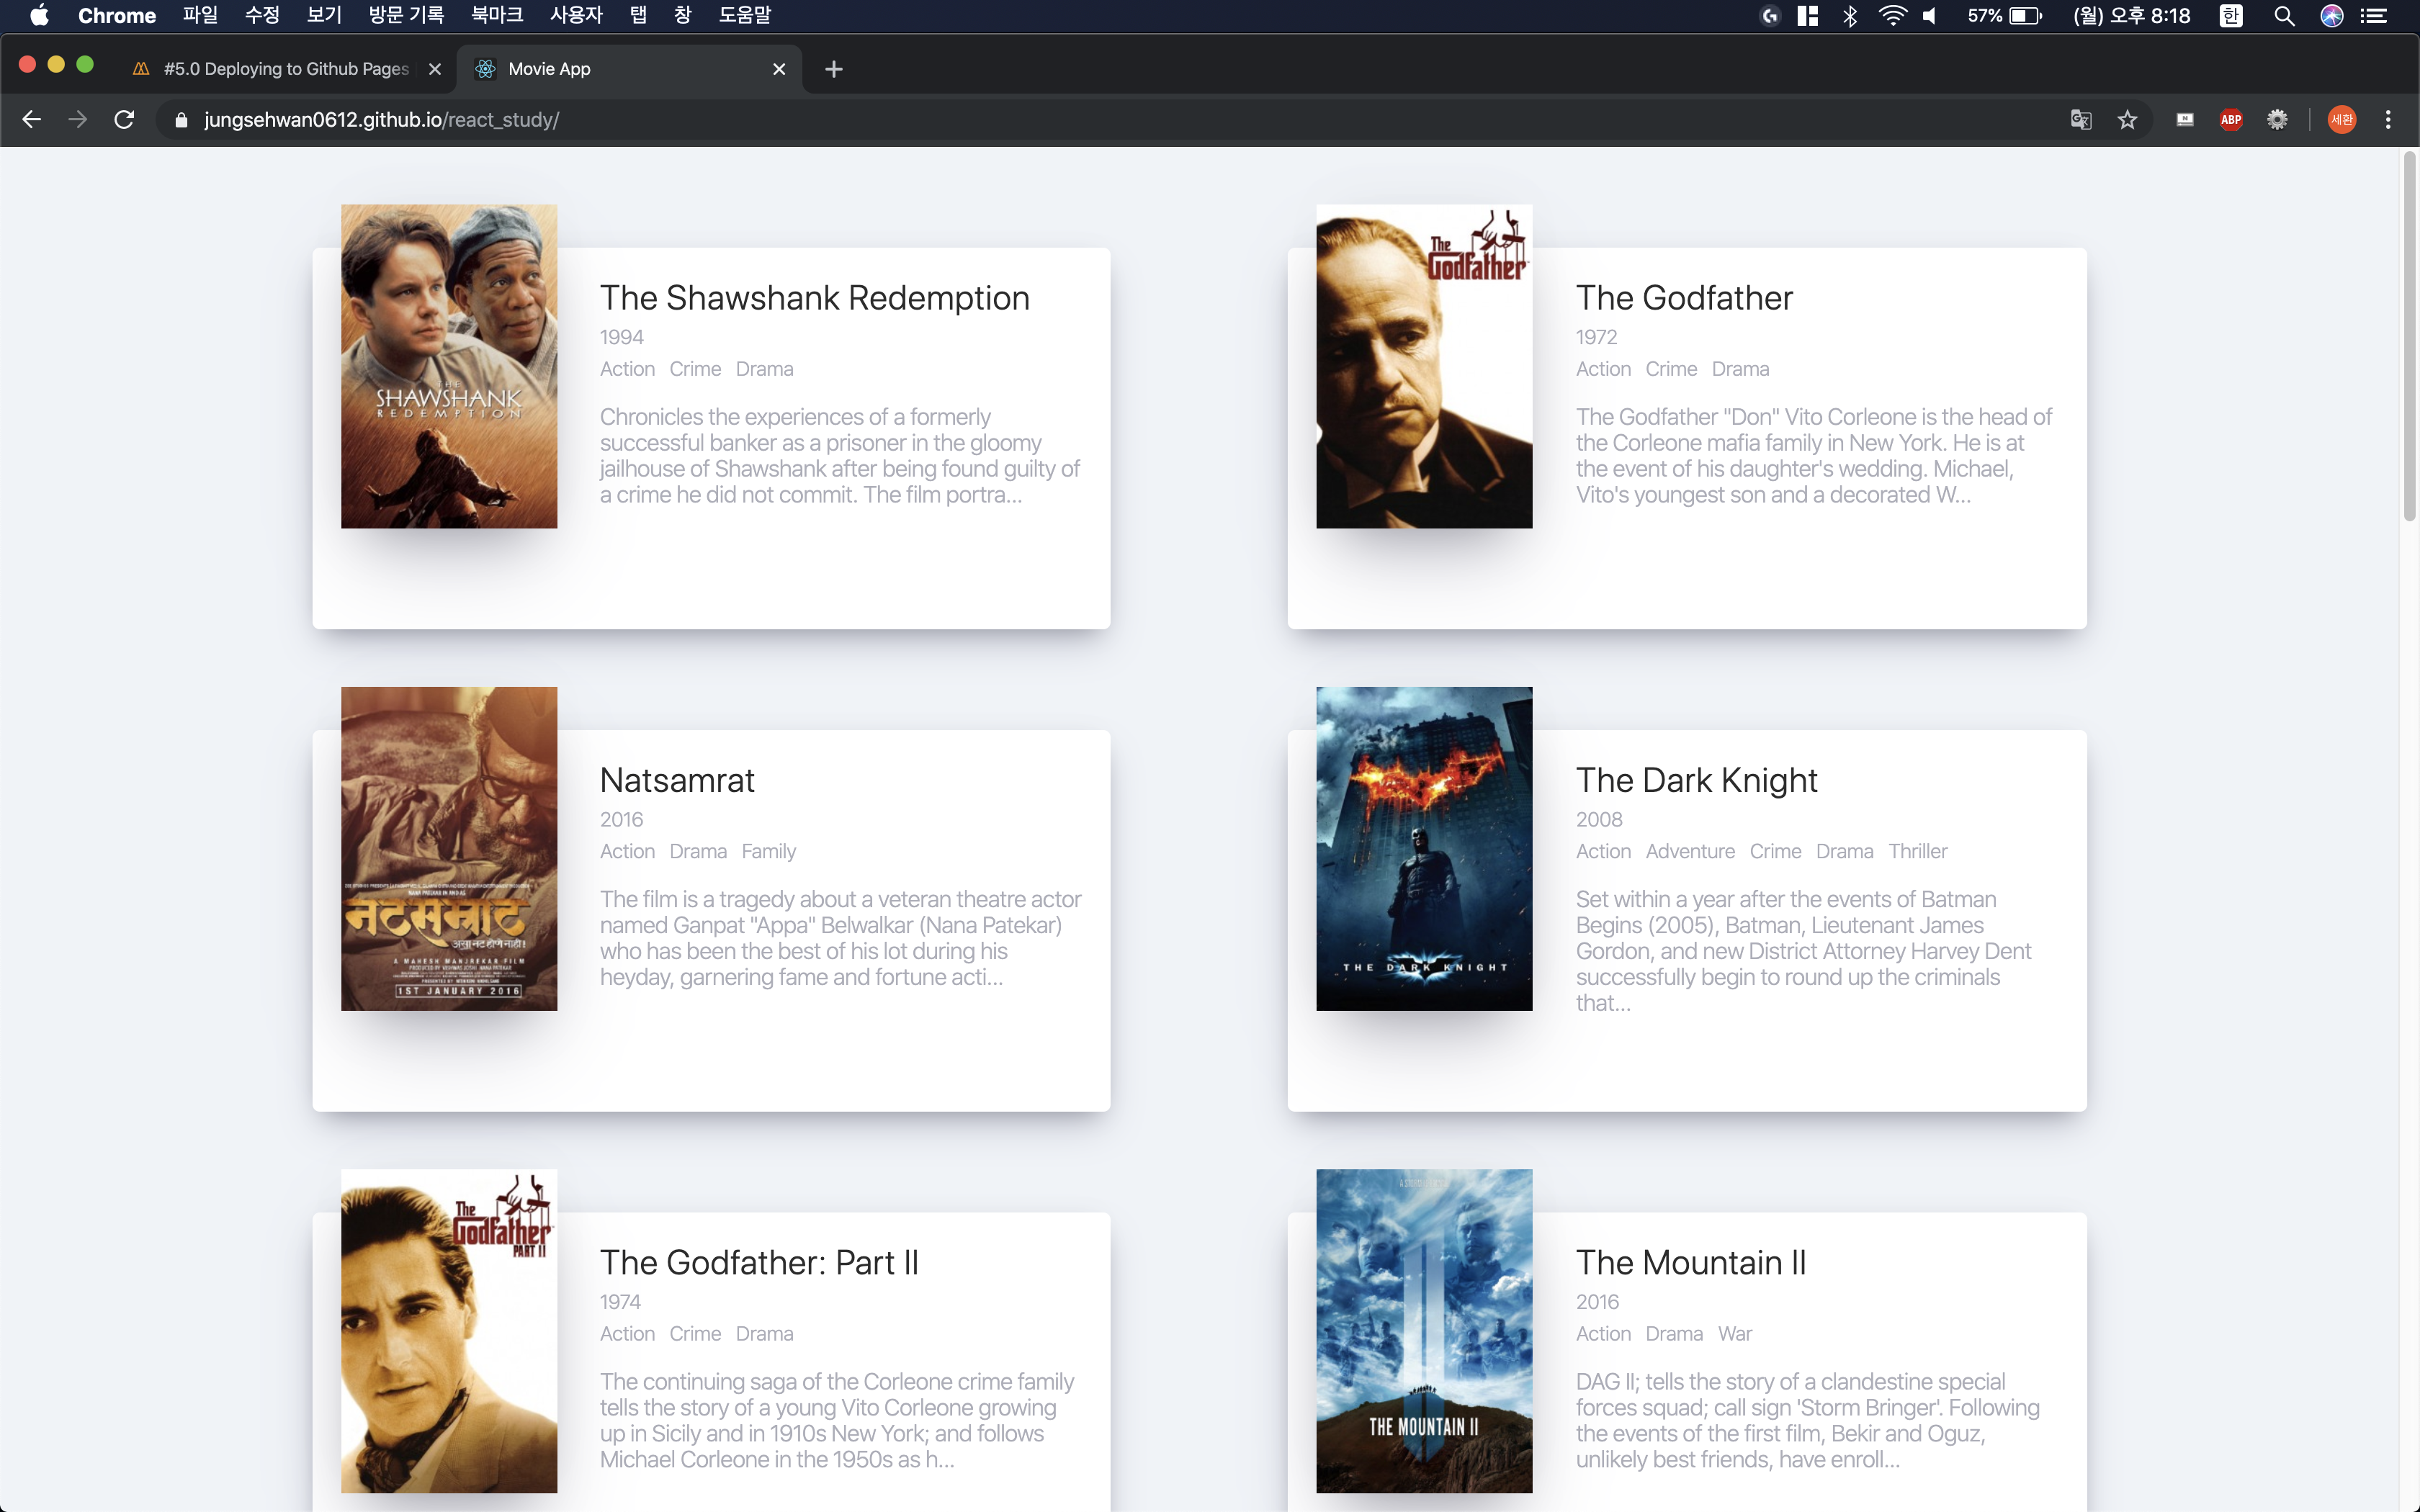 Chrome 파일 수정 보기 방문 기록 북마크 사용자 탭 창 도움말 57% (월) 오후 8:18 한
#5.0 Deploying to Github Pages
Movie App
jungsehwan0612.github.io/react_study/
ABP
세환
THE
SHAWSHANK
REDEMPTION
The Shawshank Redemption
1994
Action Crime Drama
Chronicles the experiences of a formerly
successful banker as a prisoner in the gloomy
jailhouse of Shawshank after being found guilty of
a crime he did not commit. The film portra...
The
Godfather
The Godfather
1972
Action Crime Drama
The Godfather "Don" Vito Corleone is the head of
the Corleone mafia family in New York. He is at
the event of his daughter's wedding. Michael,
Vito's youngest son and a decorated W...
नटसम्राट
असा नट होणे नाही!
A MAHESH MANJREKAR FILM
1ST JANUARY 2016
Natsamrat
2016
Action Drama Family
The film is a tragedy about a veteran theatre actor
named Ganpat "Appa" Belwalkar (Nana Patekar)
who has been the best of his lot during his
heyday, garnering fame and fortune acti...
THE DARK KNIGHT
The Dark Knight
2008
Action Adventure Crime Drama Thriller
Set within a year after the events of Batman
Begins (2005), Batman, Lieutenant James
Gordon, and new District Attorney Harvey Dent
successfully begin to round up the criminals
that...
The
Godfather
PART II
The Godfather: Part II
1974
Action Crime Drama
The continuing saga of the Corleone crime family
tells the story of a young Vito Corleone growing
up in Sicily and in 1910s New York; and follows
Michael Corleone in the 1950s as h...
THE MOUNTAIN II
The Mountain II
2016
Action Drama War
DAG II; tells the story of a clandestine special
forces squad; call sign 'Storm Bringer'. Following
the events of the first film, Bekir and Oguz,
unlikely best friends, have enroll...